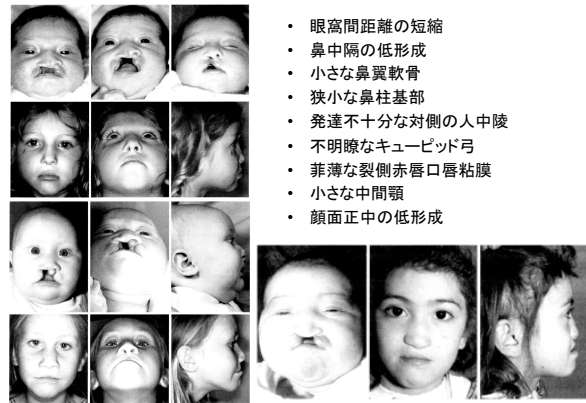 • 眼窩間距離の短縮
• 鼻中隔の低形成
• 小さな鼻翼軟骨
• 狭小な鼻柱基部
• 発達不十分な対側の人中陵
• 不明瞭なキューピッド弓
• 菲薄な裂側赤唇口唇粘膜
• 小さな中間顎
• 顔面正中の低形成